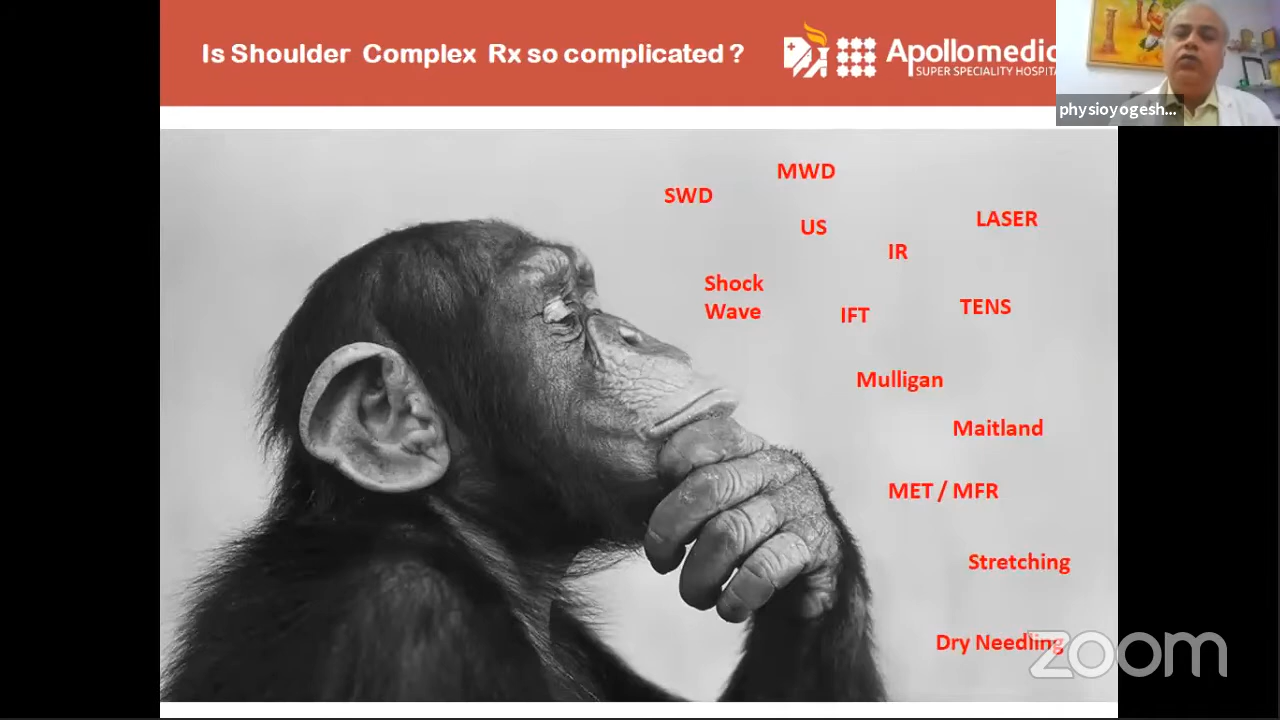 Is Shoulder Complex Rx so complicated ?
Apollomedic
SUPER SPECIALITY HOSPITA
physioyogesh...
MWD
SWD
LASER
US
IR
Shock
Wave
TENS
IFT
Mulligan
Maitland
MET / MFR
Stretching
Dry Needling
zoom